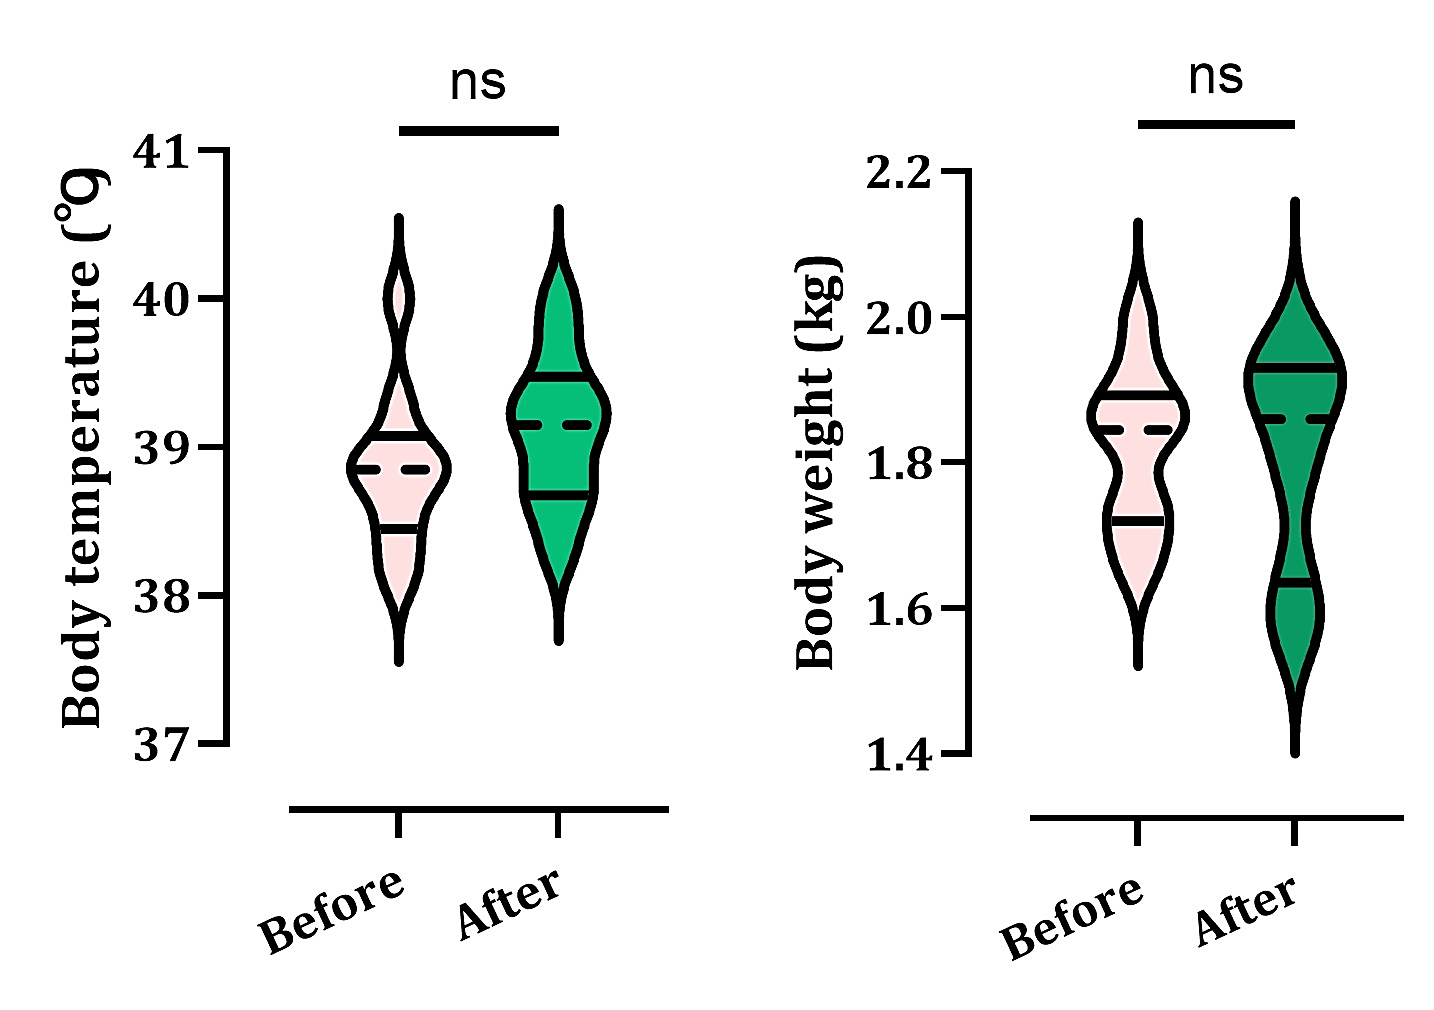 ns
41
40
39
38
37
Body temperature (℃)
Before
After
ns
2.2
2.0
1.8
1.6
1.4
Body weight (kg)
Before
After